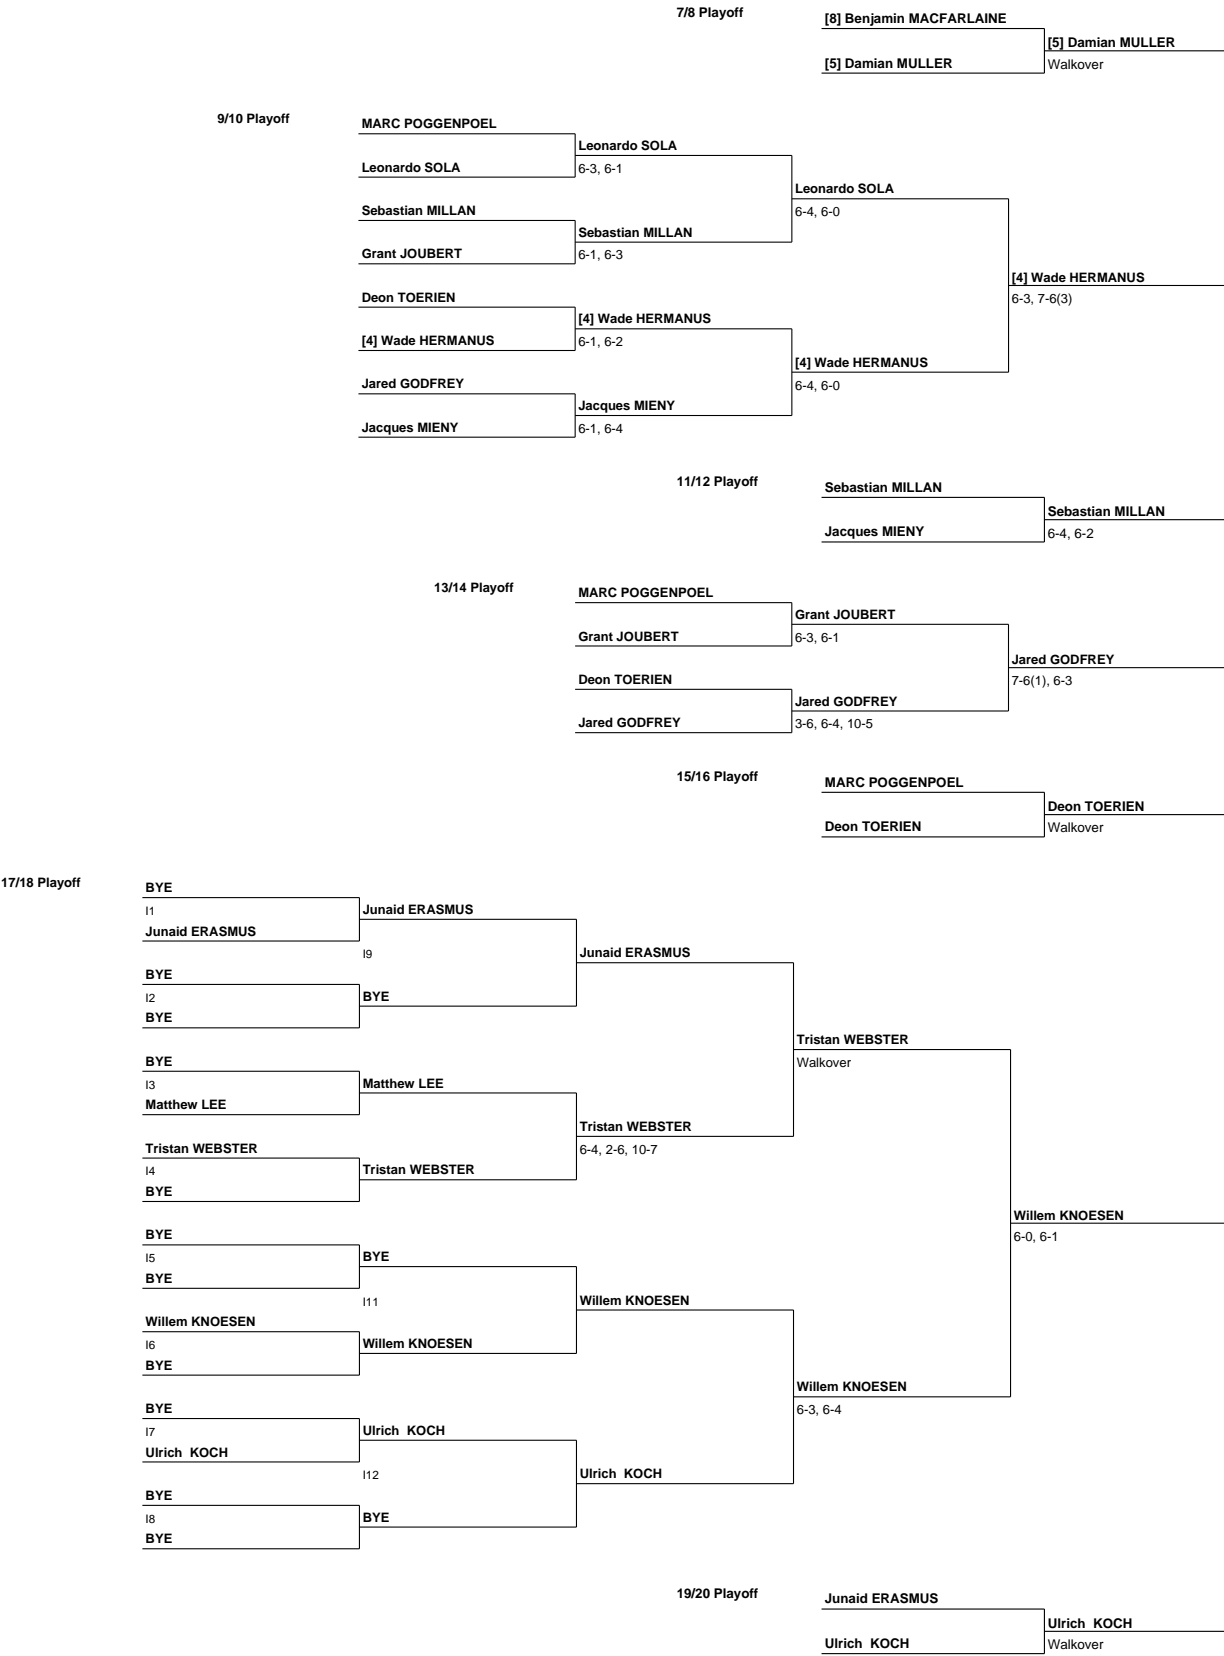 7/8 Playoff
[8] Benjamin MACFARLAINE
[5] Damian MULLER
[5] Damian MULLER
Walkover
9/10 Playoff
MARC POGGENPOEL
Leonardo SOLA
Leonardo SOLA
6-3, 6-1
Leonardo SOLA
6-4, 6-0
Sebastian MILLAN
Sebastian MILLAN
Grant JOUBERT
6-1, 6-3
[4] Wade HERMANUS
6-3, 7-6(3)
Deon TOERIEN
[4] Wade HERMANUS
[4] Wade HERMANUS
6-1, 6-2
[4] Wade HERMANUS
6-4, 6-0
Jared GODFREY
Jacques MIENY
Jacques MIENY
6-1, 6-4
11/12 Playoff
Sebastian MILLAN
Sebastian MILLAN
Jacques MIENY
6-4, 6-2
13/14 Playoff
MARC POGGENPOEL
Grant JOUBERT
Grant JOUBERT
6-3, 6-1
Jared GODFREY
7-6(1), 6-3
Deon TOERIEN
Jared GODFREY
Jared GODFREY
3-6, 6-4, 10-5
15/16 Playoff
MARC POGGENPOEL
Deon TOERIEN
Deon TOERIEN
Walkover
17/18 Playoff
BYE
I1
Junaid ERASMUS
Junaid ERASMUS
I9
Junaid ERASMUS
BYE
I2
BYE
BYE
Tristan WEBSTER
Walkover
BYE
I3
Matthew LEE
Matthew LEE
Tristan WEBSTER
6-4, 2-6, 10-7
Tristan WEBSTER
I4
Tristan WEBSTER
BYE
Willem KNOESEN
6-0, 6-1
BYE
I5
BYE
BYE
I11
Willem KNOESEN
Willem KNOESEN
I6
Willem KNOESEN
BYE
Willem KNOESEN
6-3, 6-4
BYE
I7
Ulrich KOCH
Ulrich KOCH
I12
Ulrich KOCH
BYE
I8
BYE
BYE
19/20 Playoff
Junaid ERASMUS
Ulrich KOCH
Ulrich KOCH
Walkover